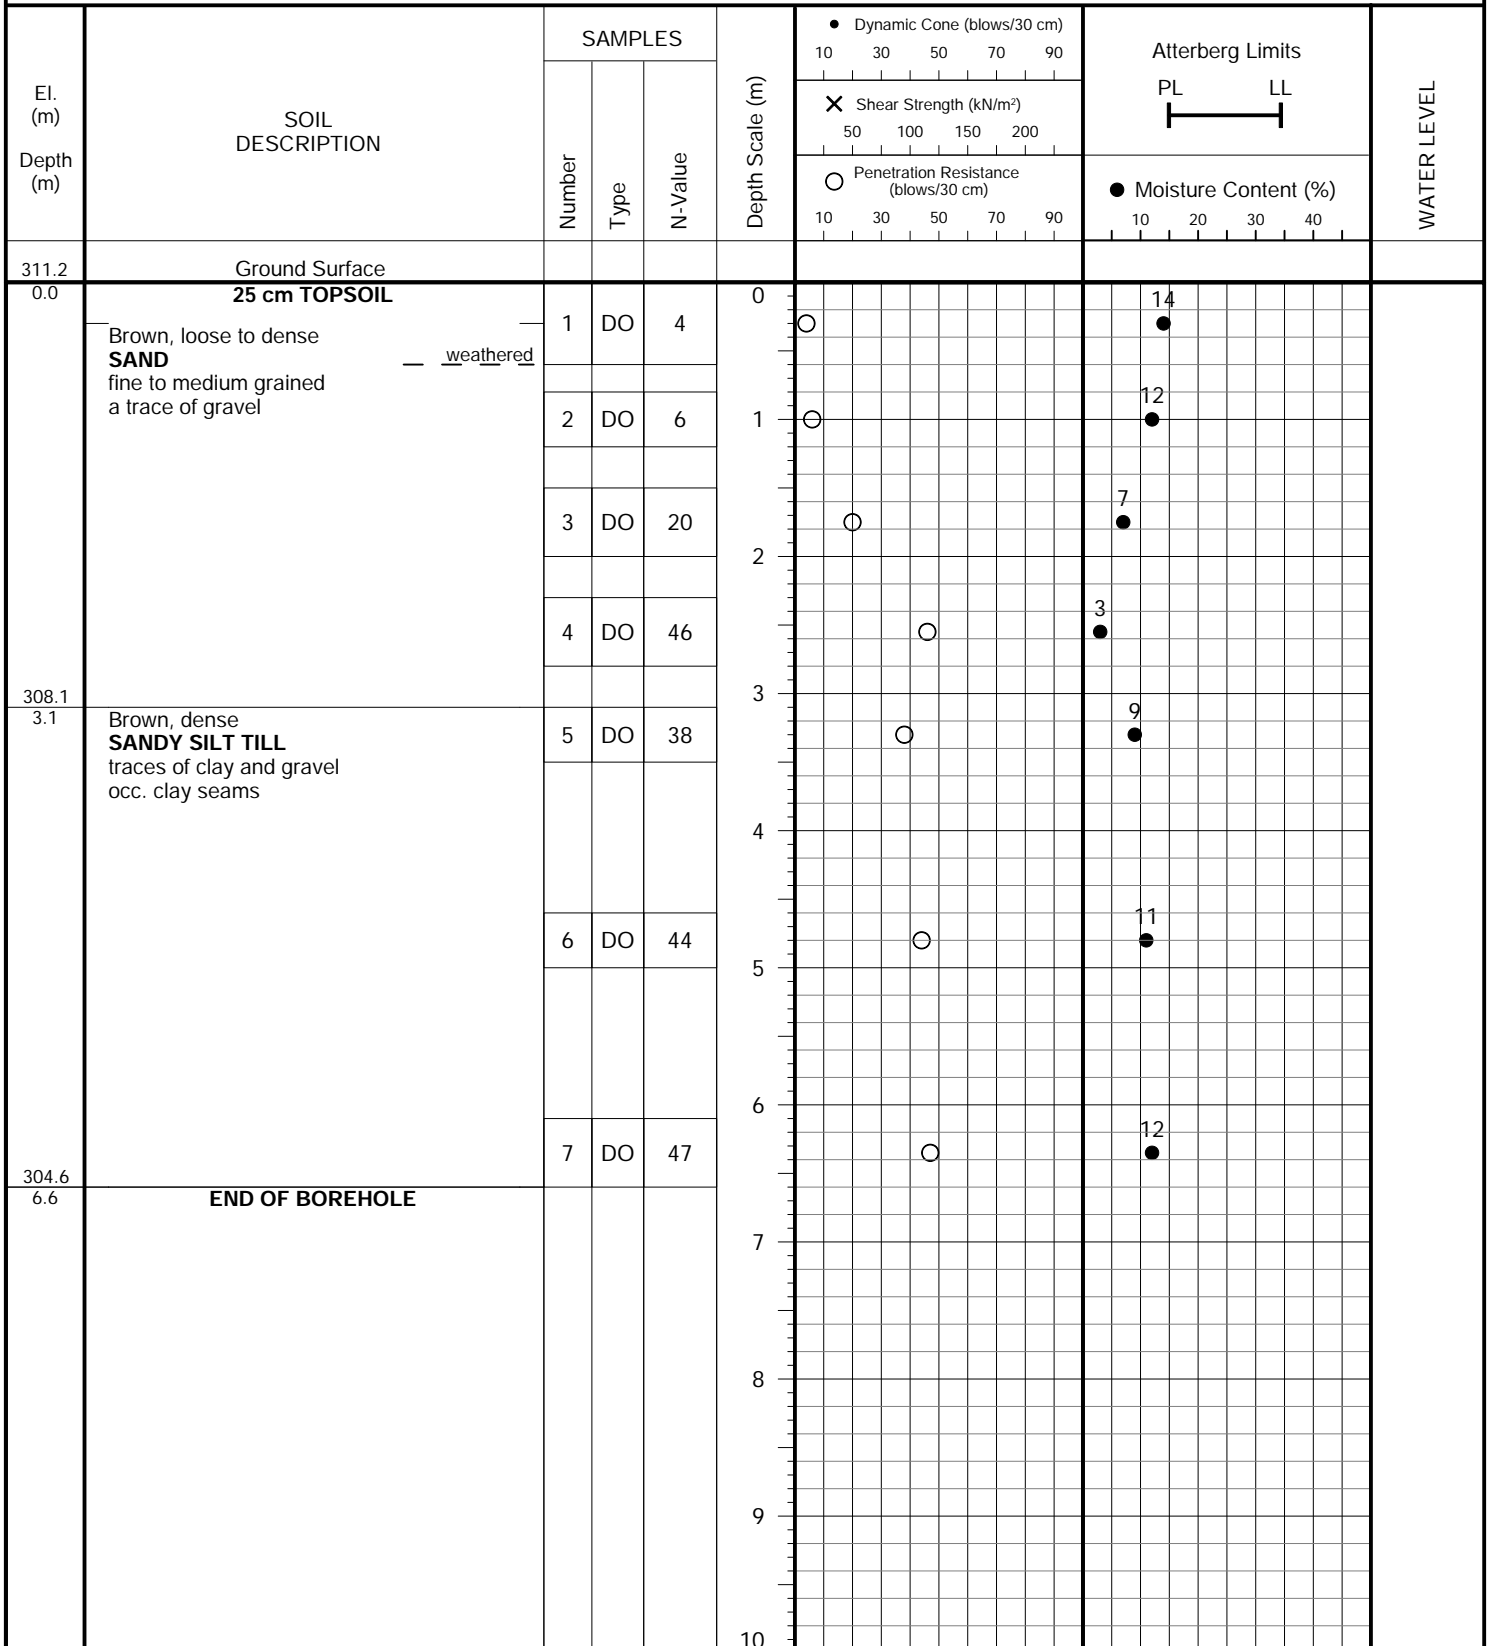 El.
(m)
Depth
(m)
SOIL
DESCRIPTION
SAMPLES
Number
Type
N-Value
Depth Scale (m)
● Dynamic Cone (blows/30 cm)
10 30 50 70 90
✕ Shear Strength (kN/m²)
50 100 150 200
○ Penetration Resistance
(blows/30 cm)
10 30 50 70 90
Atterberg Limits
PL LL
● Moisture Content (%)
10 20 30 40
WATER LEVEL
311.2 Ground Surface
0.0 25 cm TOPSOIL
0
14
1 DO 4
Brown, loose to dense
weathered
SAND
fine to medium grained
a trace of gravel
12
2 DO 6 1
7
3 DO 20
2
3
4 DO 46
308.1 3
3.1 Brown, dense
9
5 DO 38
SANDY SILT TILL
traces of clay and gravel
occ. clay seams
4
11
6 DO 44
5
6
12
7 DO 47
304.6
6.6 END OF BOREHOLE
7
8
9
10